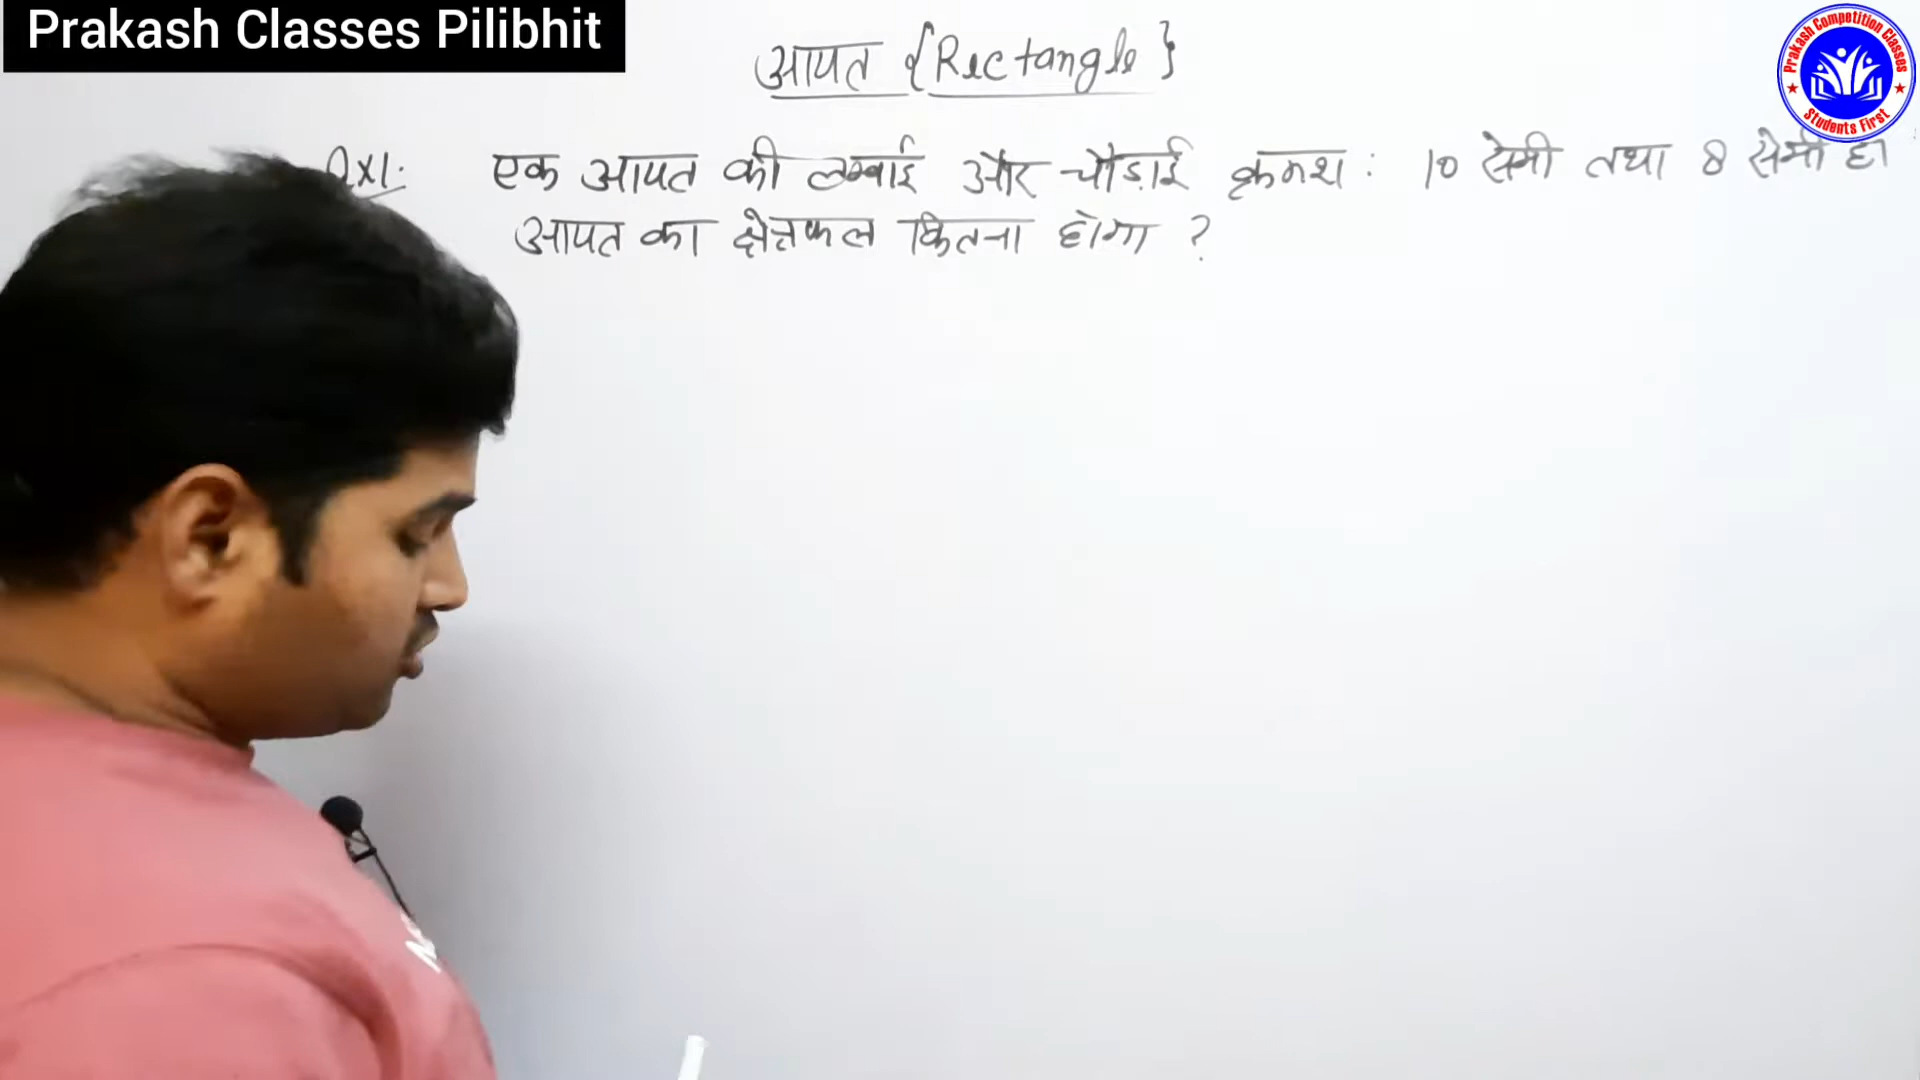 Prakash Classes Pilibhit
आयत {Rectangle}
Prakash Competition Classes
Students First
Qx1. एक आयत की लम्बाई और चौड़ाई क्रमश: 10 सेमी तथा 8 सेमी हो
आयत का क्षेत्रफल कितना होगा ?